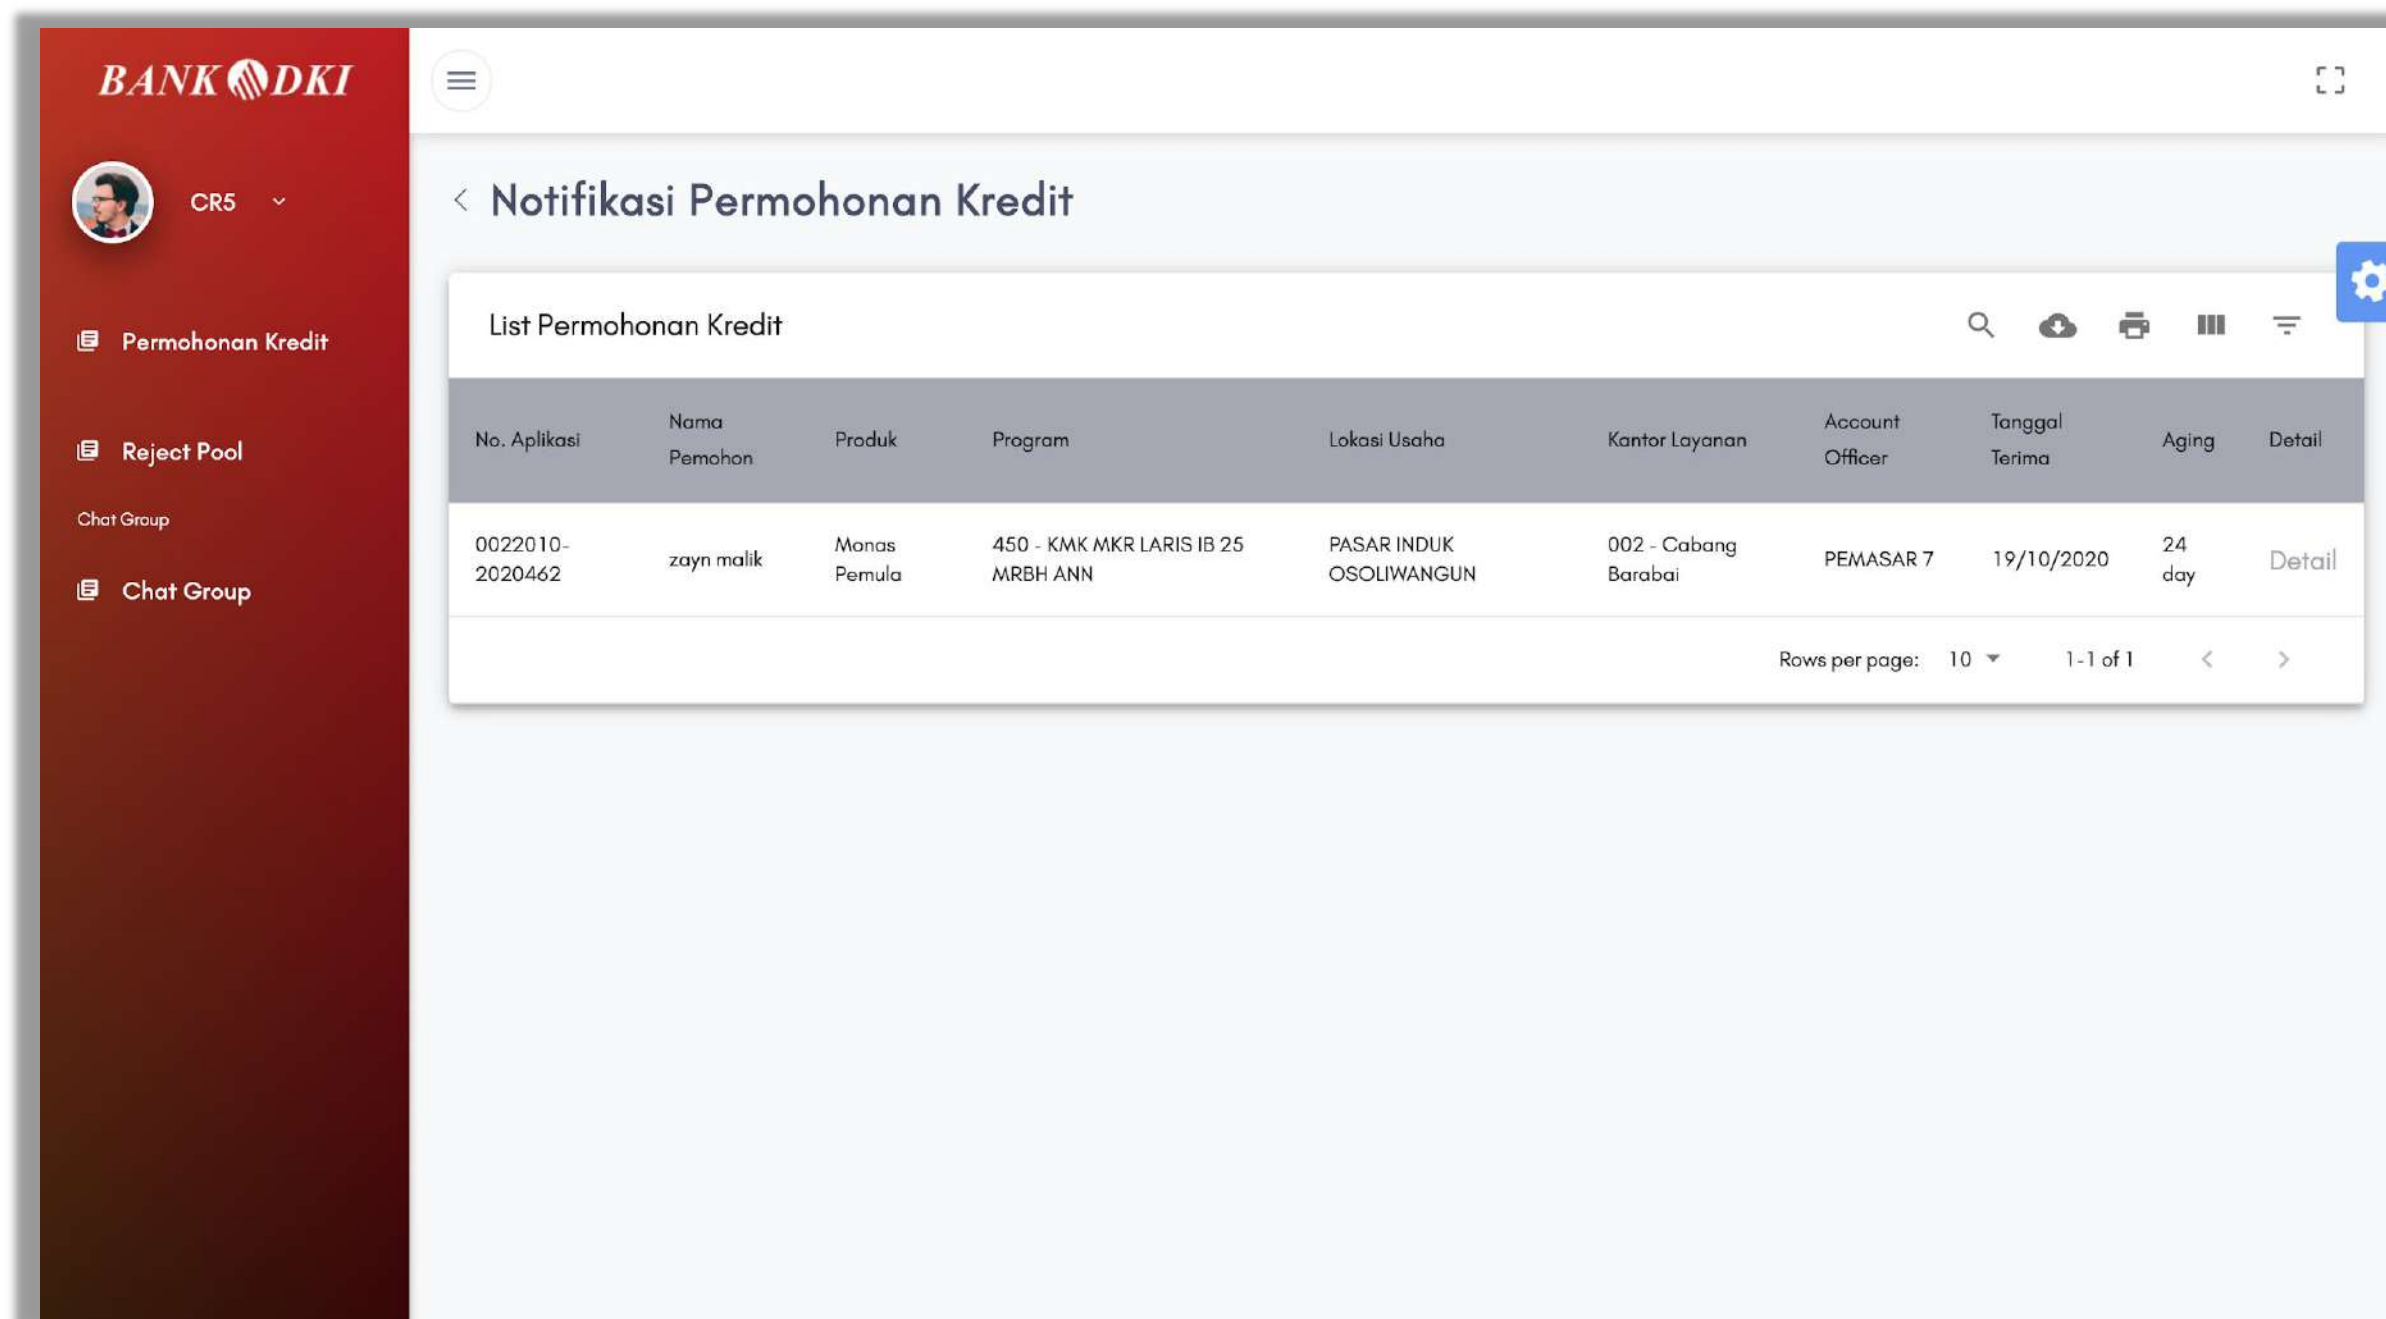 BANK DKI
CR5
Permohonan Kredit
Reject Pool
Chat Group
Chat Group
Notifikasi Permohonan Kredit
List Permohonan Kredit
No. Aplikasi
Nama
Pemohon
Produk
Program
Lokasi Usaha
Kantor Layanan
Account
Officer
Tanggal
Terima
Aging
Detail
0022010-
2020462
zayn malik
Monas
Pemula
450 - KMK MKR LARIS IB 25
MRBH ANN
PASAR INDUK
OSOLIWANGUN
002 - Cabang
Barabai
PEMASAR 7
19/10/2020
24
day
Detail
Rows per page: 10 1-1 of 1